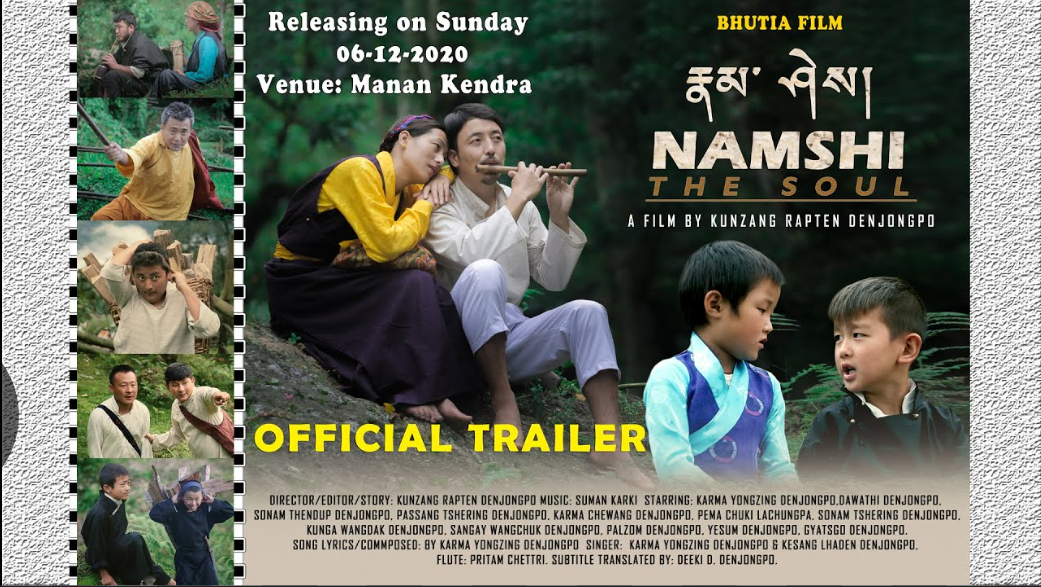 Releasing on Sunday
06-12-2020
Venue: Manan Kendra
BHUTIA FILM
རྣམ་ ཤེས།
NAMSHI
THE SOUL
A FILM BY KUNZANG RAPTEN DENJONGPO
OFFICIAL TRAILER
DIRECTOR/EDITOR/STORY: KUNZANG RAPTEN DENJONGPO MUSIC: SUMAN KARKI STARRING: KARMA YONGZING DENJONGPO,DAWATHI DENJONGPO,
SONAM THENDUP DENJONGPO, PASSANG TSHERING DENJONGPO, KARMA CHEWANG DENJONGPO, PEMA CHUKI LACHUNGPA, SONAM TSHERING DENJONGPO,
KUNGA WANGDAK DENJONGPO, SANGAY WANGCHUK DENJONGPO, PALZOM DENJONGPO, YESUM DENJONGPO, GYATSGO DENJONGPO.
SONG LYRICS/COMMPOSED: BY KARMA YONGZING DENJONGPO SINGER: KARMA YONGZING DENJONGPO & KESANG LHADEN DENJONGPO,
FLUTE: PRITAM CHETTRI. SUBTITLE TRANSLATED BY: DEEKI D. DENJONGPO.